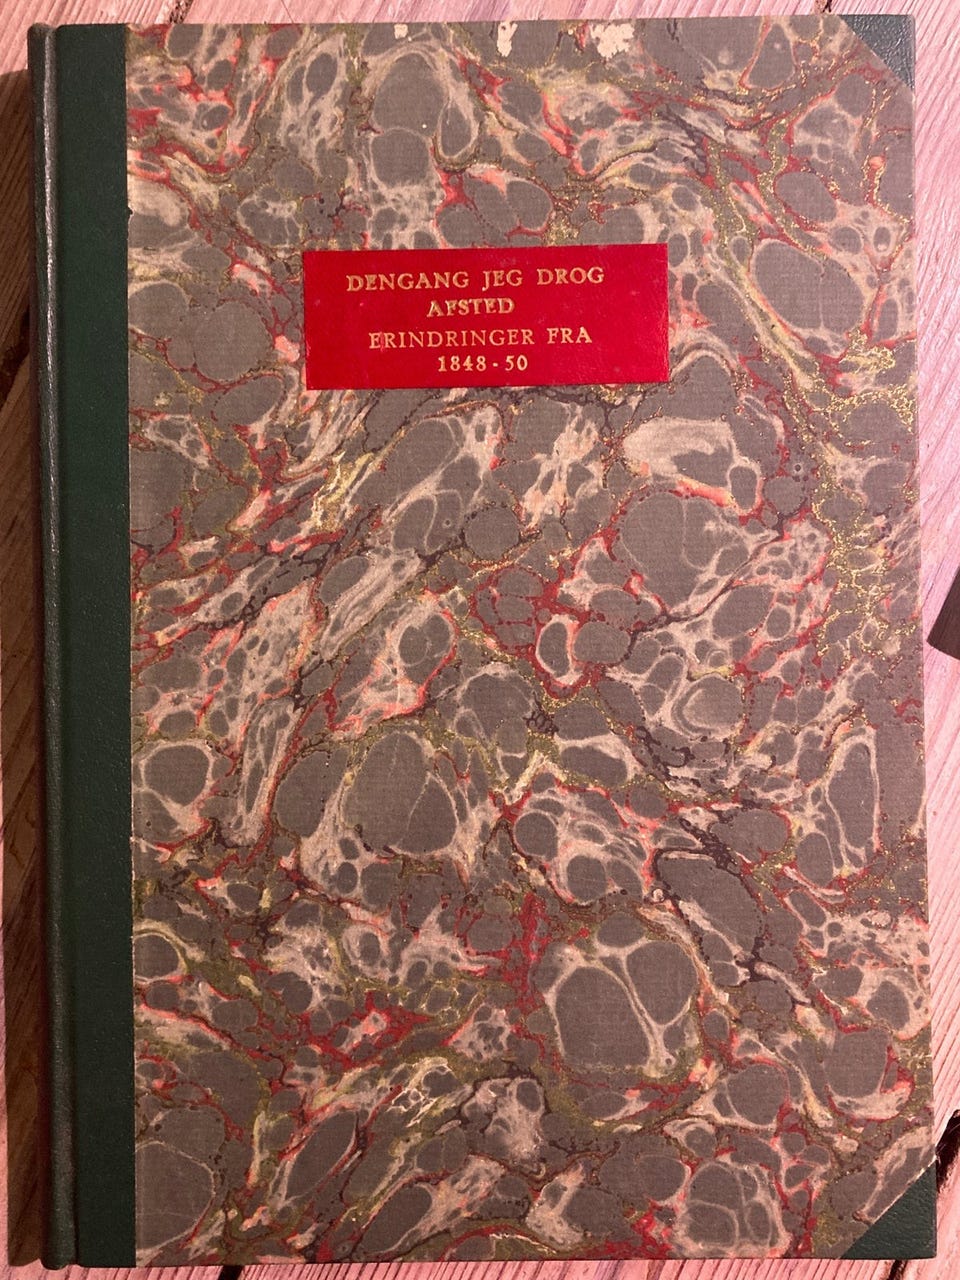 DENGANG JEG DROG
AFSTED
ERINDRINGER FRA
1848-50